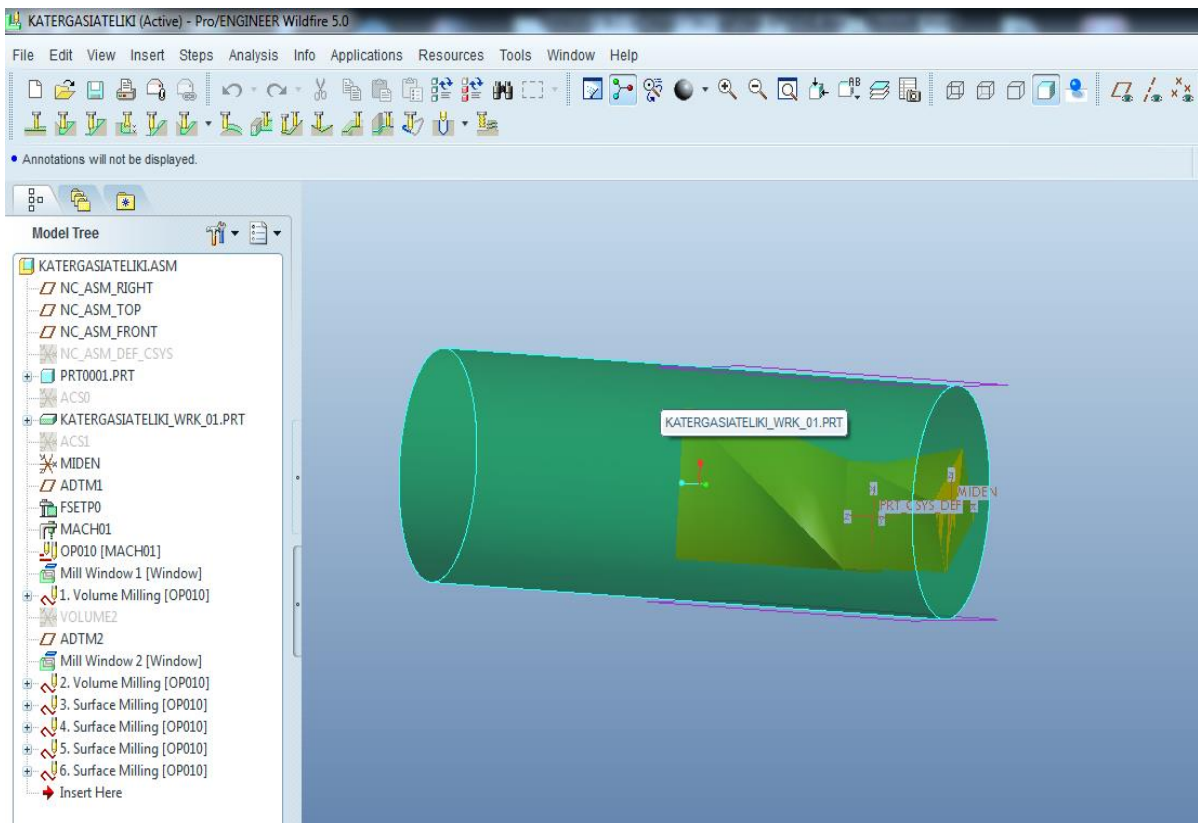 KATERGASIATELIKI (Active) - Pro/ENGINEER Wildfire 5.0
File Edit View Insert Steps Analysis Info Applications Resources Tools Window Help
Annotations will not be displayed.
Model Tree
KATERGASIATELIKI.ASM
NC_ASM_RIGHT
NC_ASM_TOP
NC_ASM_FRONT
NC_ASM_DEF_CSYS
PRT0001.PRT
ACS0
KATERGASIATELIKI_WRK_01.PRT
ACS1
MIDEN
ADTM1
FSETP0
MACH01
OP010 [MACH01]
Mill Window 1 [Window]
1. Volume Milling [OP010]
VOLUME2
ADTM2
Mill Window 2 [Window]
2. Volume Milling [OP010]
3. Surface Milling [OP010]
4. Surface Milling [OP010]
5. Surface Milling [OP010]
6. Surface Milling [OP010]
Insert Here
KATERGASIATELIKI_WRK_01.PRT
MIDEN
PRT_CSYS_DEF